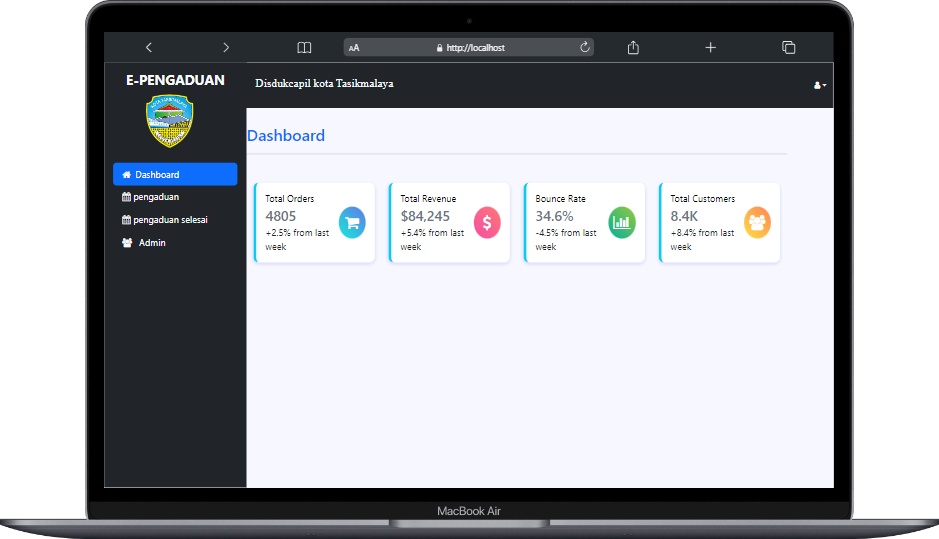 AA
http://localhost
E-PENGADUAN
Disdukcapil kota Tasikmalaya
Dashboard
pengaduan
pengaduan selesai
Admin
Dashboard
Total Orders
4805
+2.5% from last
week
Total Revenue
$84,245
+5.4% from last
week
Bounce Rate
34.6%
-4.5% from last
week
Total Customers
8.4K
+8.4% from last
week
MacBook Air